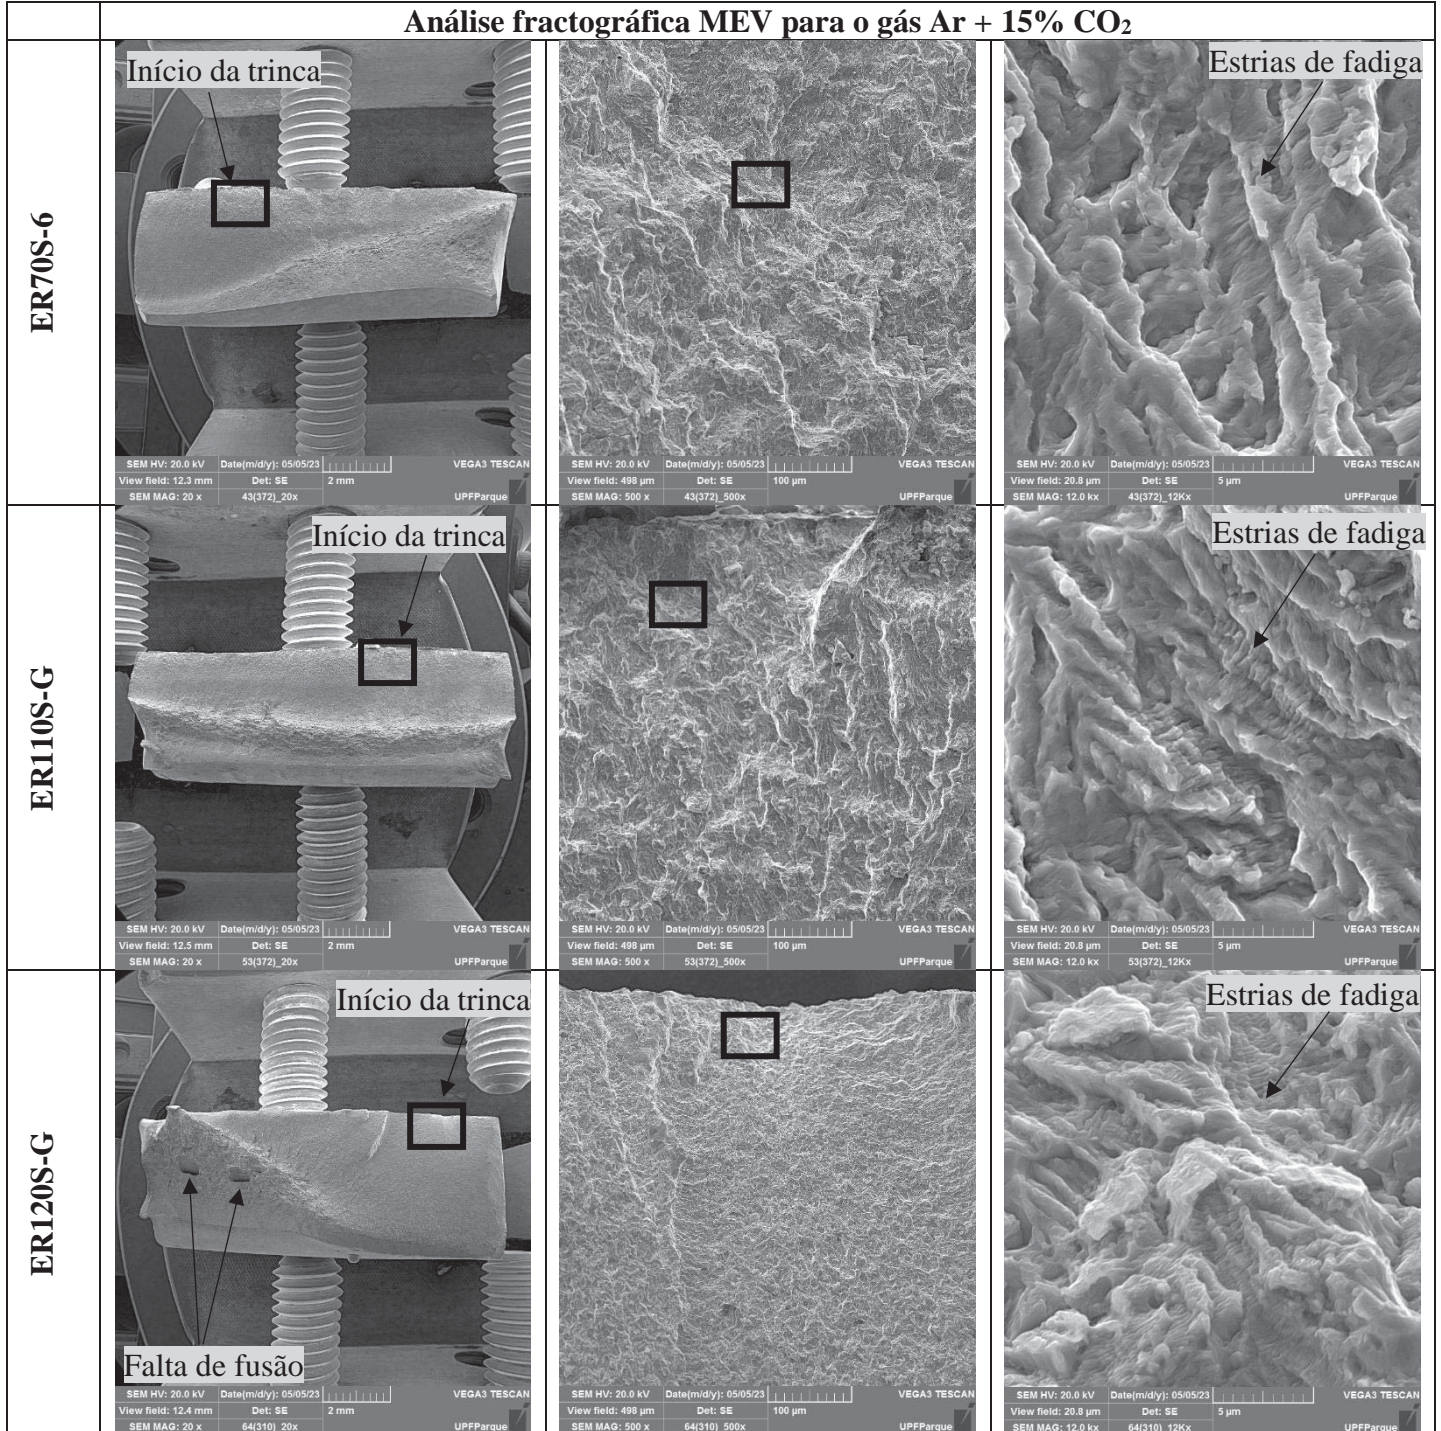 Análise fractográfica MEV para o gás Ar + 15% CO₂
ER70S-6
Início da trinca
Estrias de fadiga
SEM HV: 20.0 kV Date(m/d/y): 05/05/23 VEGA3 TESCAN
View field: 12.3 mm Det: SE 2 mm
SEM MAG: 20 x 43(372)_20x UPFParque
SEM HV: 20.0 kV Date(m/d/y): 05/05/23 VEGA3 TESCAN
View field: 498 µm Det: SE 100 µm
SEM MAG: 500 x 43(372)_500x UPFParque
SEM HV: 20.0 kV Date(m/d/y): 05/05/23 VEGA3 TESCAN
View field: 20.8 µm Det: SE 5 µm
SEM MAG: 12.0 kx 43(372)_12Kx UPFParque
ER110S-G
Início da trinca
Estrias de fadiga
SEM HV: 20.0 kV Date(m/d/y): 05/05/23 VEGA3 TESCAN
View field: 12.5 mm Det: SE 2 mm
SEM MAG: 20 x 53(372)_20x UPFParque
SEM HV: 20.0 kV Date(m/d/y): 05/05/23 VEGA3 TESCAN
View field: 498 µm Det: SE 100 µm
SEM MAG: 500 x 53(372)_500x UPFParque
SEM HV: 20.0 kV Date(m/d/y): 05/05/23 VEGA3 TESCAN
View field: 20.8 µm Det: SE 5 µm
SEM MAG: 12.0 kx 53(372)_12Kx UPFParque
ER120S-G
Início da trinca
Falta de fusão
Estrias de fadiga
SEM HV: 20.0 kV Date(m/d/y): 05/05/23 VEGA3 TESCAN
View field: 12.4 mm Det: SE 2 mm
SEM MAG: 20 x 64(310)_20x UPFParque
SEM HV: 20.0 kV Date(m/d/y): 05/05/23 VEGA3 TESCAN
View field: 498 µm Det: SE 100 µm
SEM MAG: 500 x 64(310)_500x UPFParque
SEM HV: 20.0 kV Date(m/d/y): 05/05/23 VEGA3 TESCAN
View field: 20.8 µm Det: SE 5 µm
SEM MAG: 12.0 kx 64(310)_12Kx UPFParque